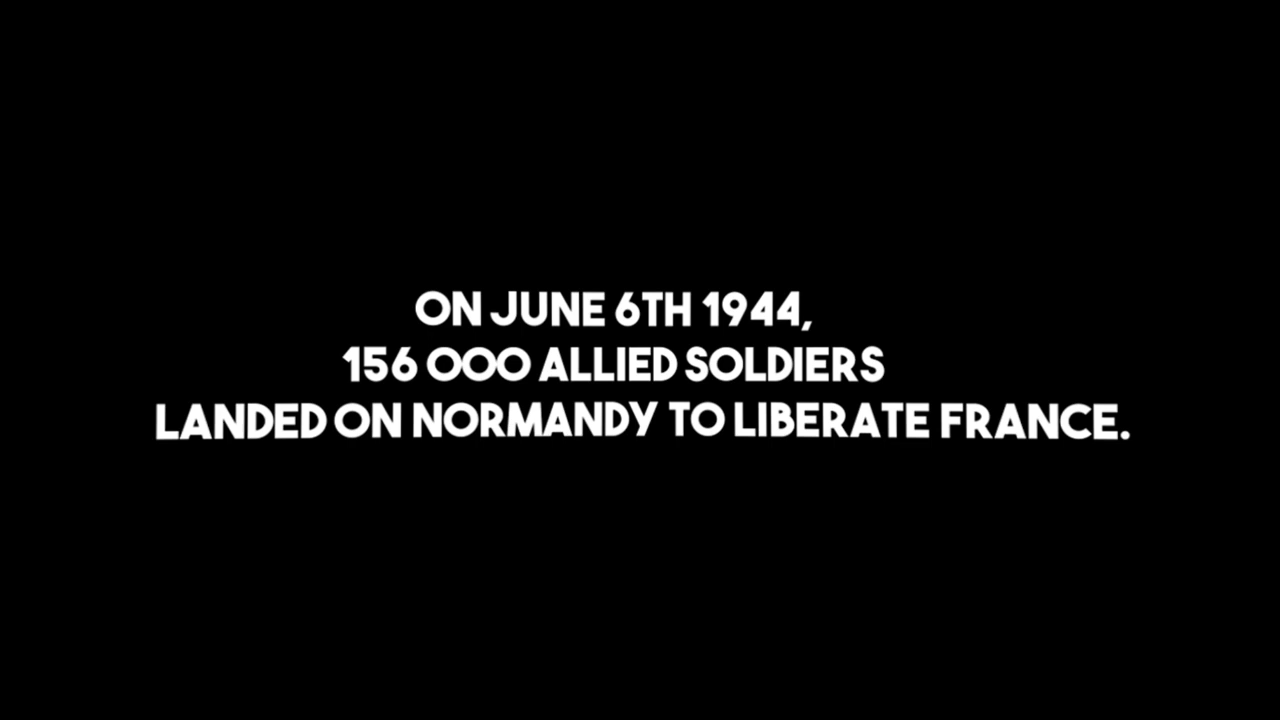 ON JUNE 6TH 1944,
156 000 ALLIED SOLDIERS
LANDED ON NORMANDY TO LIBERATE FRANCE.